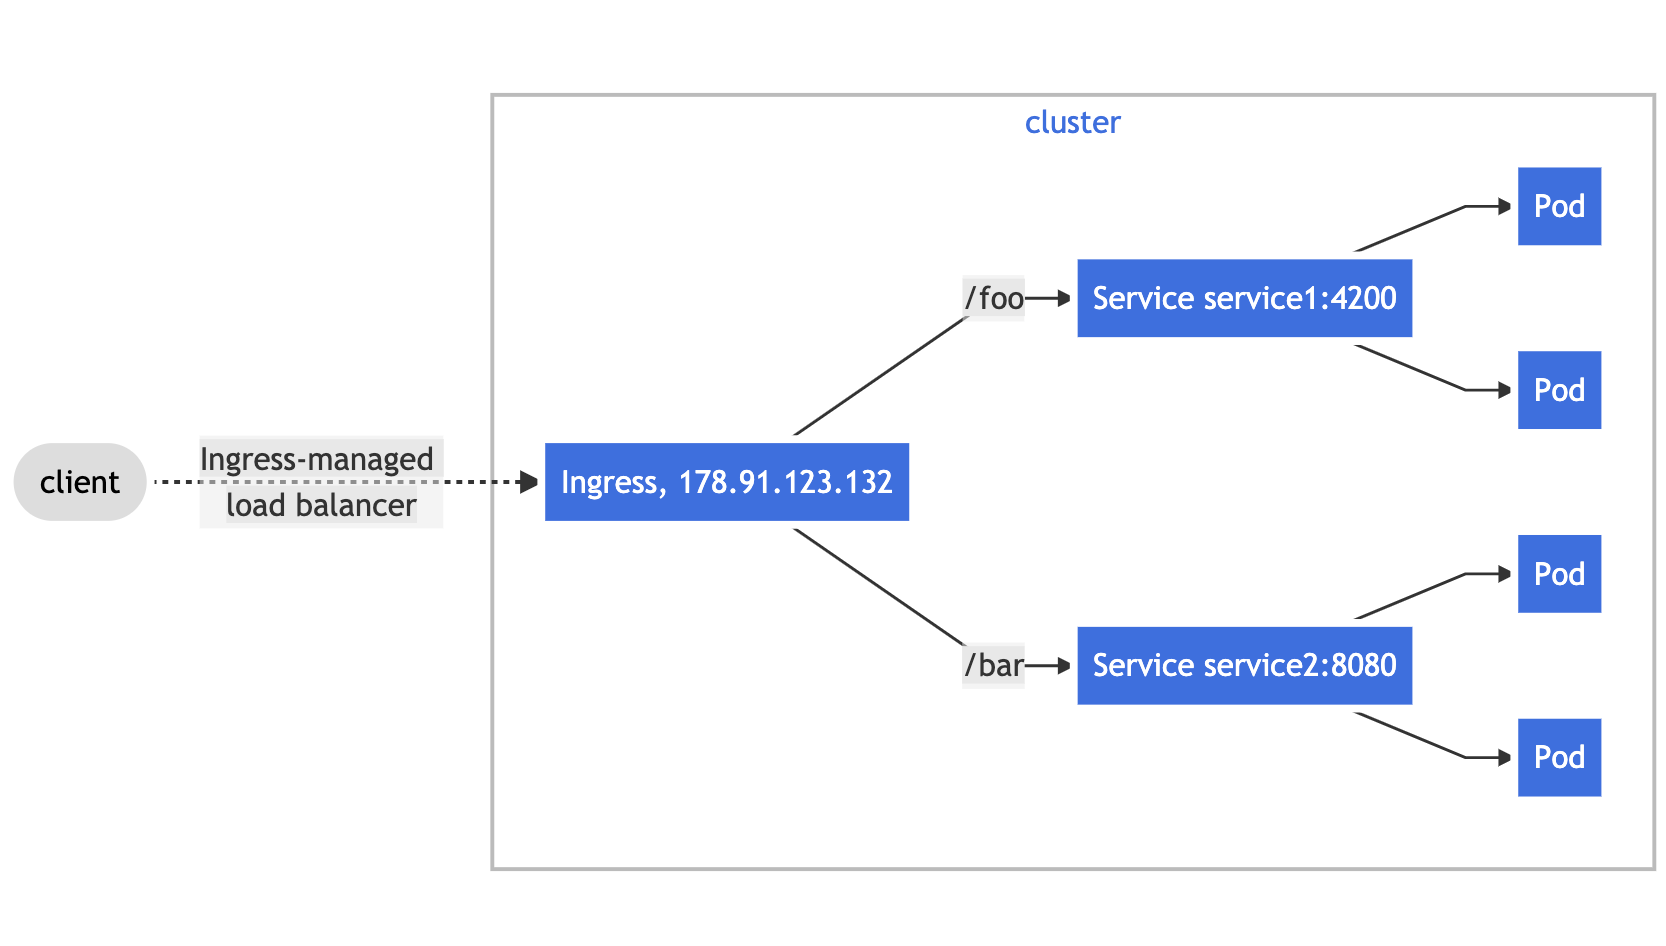 cluster
client
Ingress-managed
load balancer
Ingress, 178.91.123.132
/foo
Service service1:4200
Pod
Pod
/bar
Service service2:8080
Pod
Pod